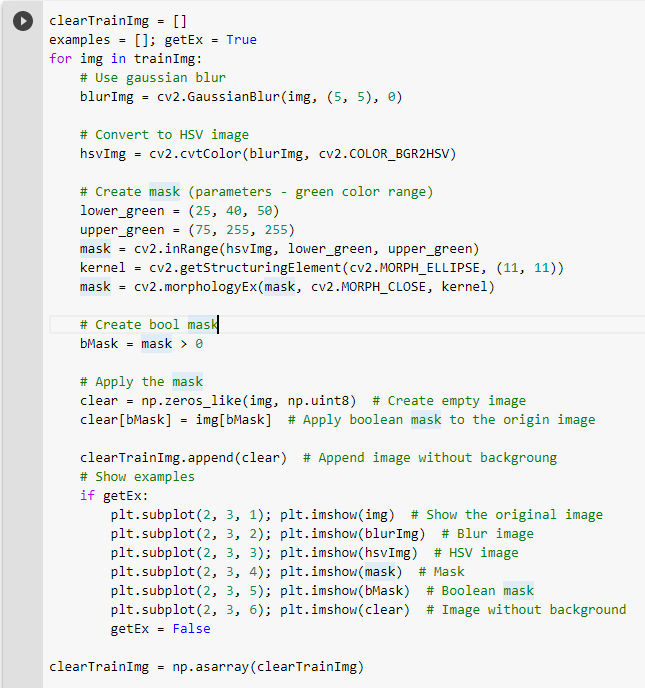 clearTrainImg = []
examples = []; getEx = True
for img in trainImg:
    # Use gaussian blur
    blurImg = cv2.GaussianBlur(img, (5, 5), 0)

    # Convert to HSV image
    hsvImg = cv2.cvtColor(blurImg, cv2.COLOR_BGR2HSV)

    # Create mask (parameters - green color range)
    lower_green = (25, 40, 50)
    upper_green = (75, 255, 255)
    mask = cv2.inRange(hsvImg, lower_green, upper_green)
    kernel = cv2.getStructuringElement(cv2.MORPH_ELLIPSE, (11, 11))
    mask = cv2.morphologyEx(mask, cv2.MORPH_CLOSE, kernel)

    # Create bool mask
    bMask = mask > 0

    # Apply the mask
    clear = np.zeros_like(img, np.uint8)  # Create empty image
    clear[bMask] = img[bMask]  # Apply boolean mask to the origin image

    clearTrainImg.append(clear)  # Append image without backgroung
    # Show examples
    if getEx:
        plt.subplot(2, 3, 1); plt.imshow(img)  # Show the original image
        plt.subplot(2, 3, 2); plt.imshow(blurImg)  # Blur image
        plt.subplot(2, 3, 3); plt.imshow(hsvImg)  # HSV image
        plt.subplot(2, 3, 4); plt.imshow(mask)  # Mask
        plt.subplot(2, 3, 5); plt.imshow(bMask)  # Boolean mask
        plt.subplot(2, 3, 6); plt.imshow(clear)  # Image without background
        getEx = False

clearTrainImg = np.asarray(clearTrainImg)